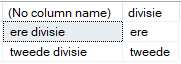 (No column name) divisie
ere divisie ere
tweede divisie tweede